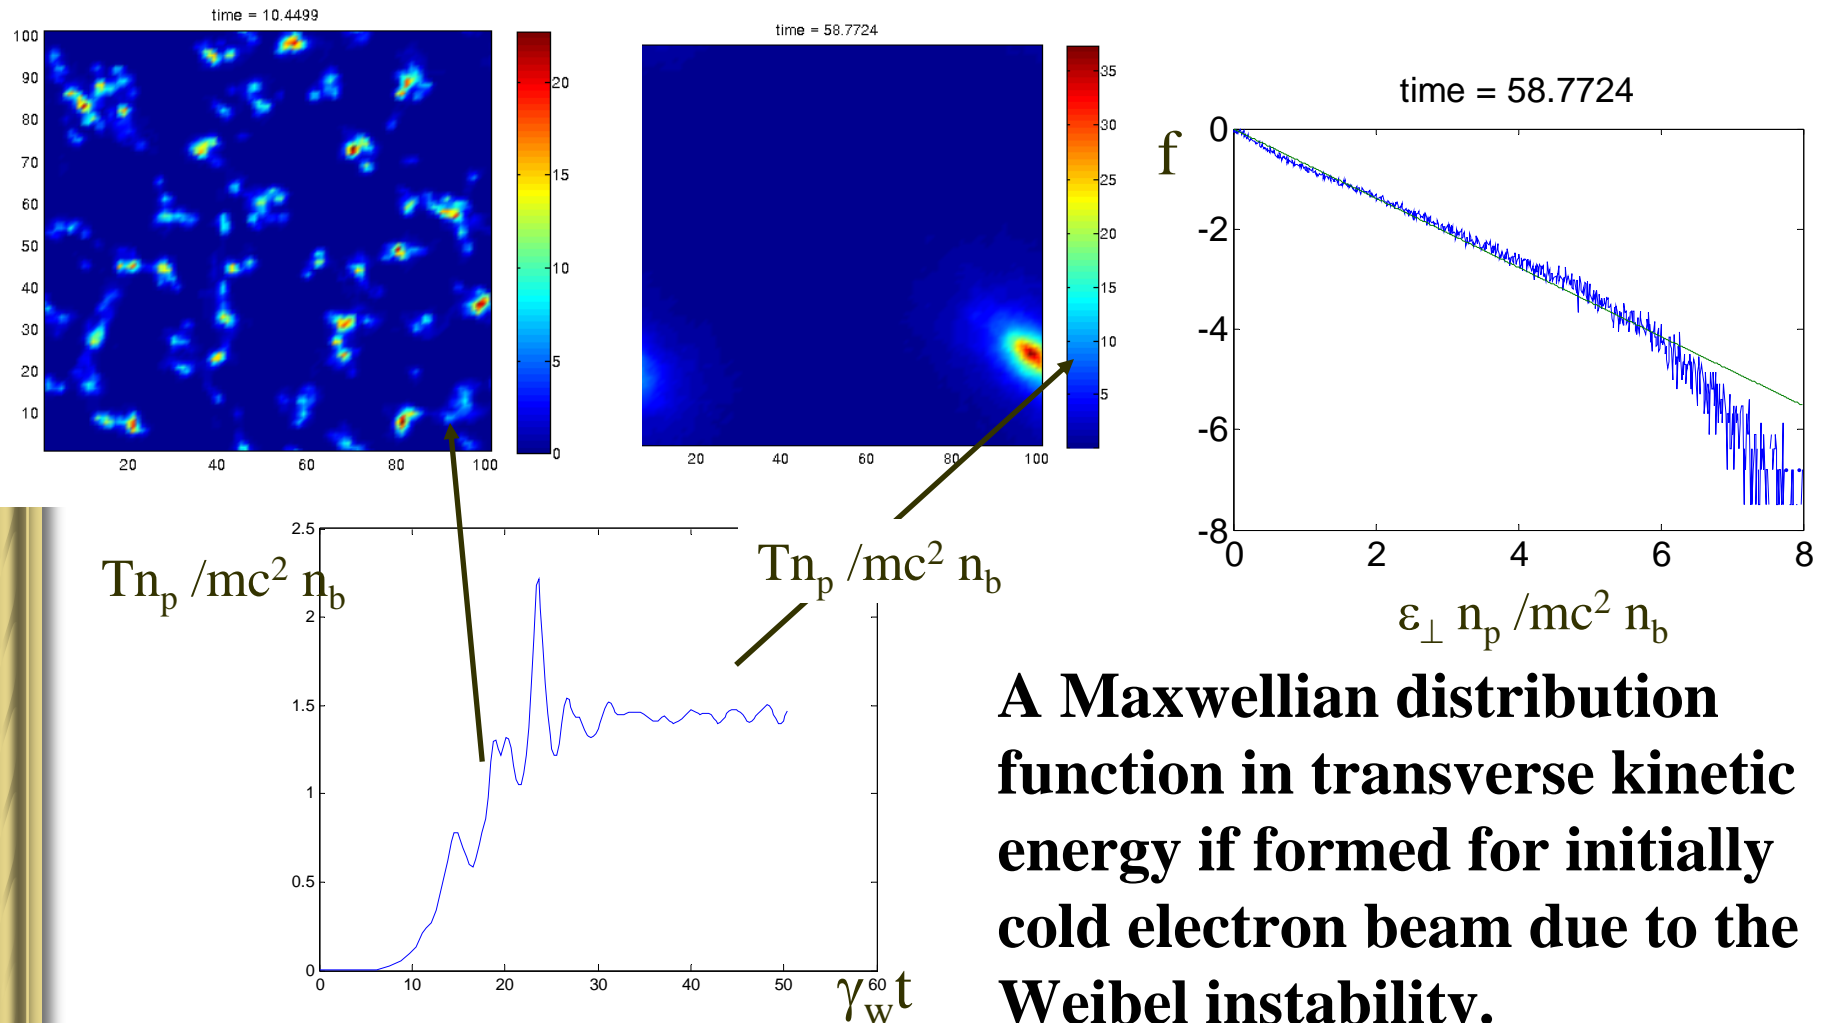 time = 10.4499
100
90
80
70
60
50
40
30
20
10
20 40 60 80 100
20
15
10
5
0
time = 58.7724
20 40 60 80 100
35
30
25
20
15
10
5
time = 58.7724
f
0
-2
-4
-6
-8
0 2 4 6 8
ε⊥ np /mc² nb
Tnp /mc² nb
Tnp /mc² nb
2.5
2
1.5
1
0.5
0
0 10 20 30 40 50 60
γwt
A Maxwellian distribution
function in transverse kinetic
energy if formed for initially
cold electron beam due to the
Weibel instability.